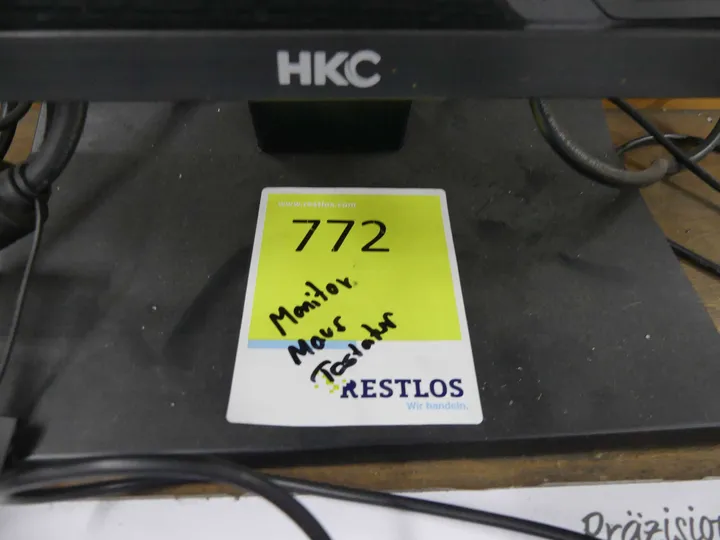 HKC
www.restlos.com
772
Monitor
Maus
Tastatur
RESTLOS
Wir handeln.
Präzision